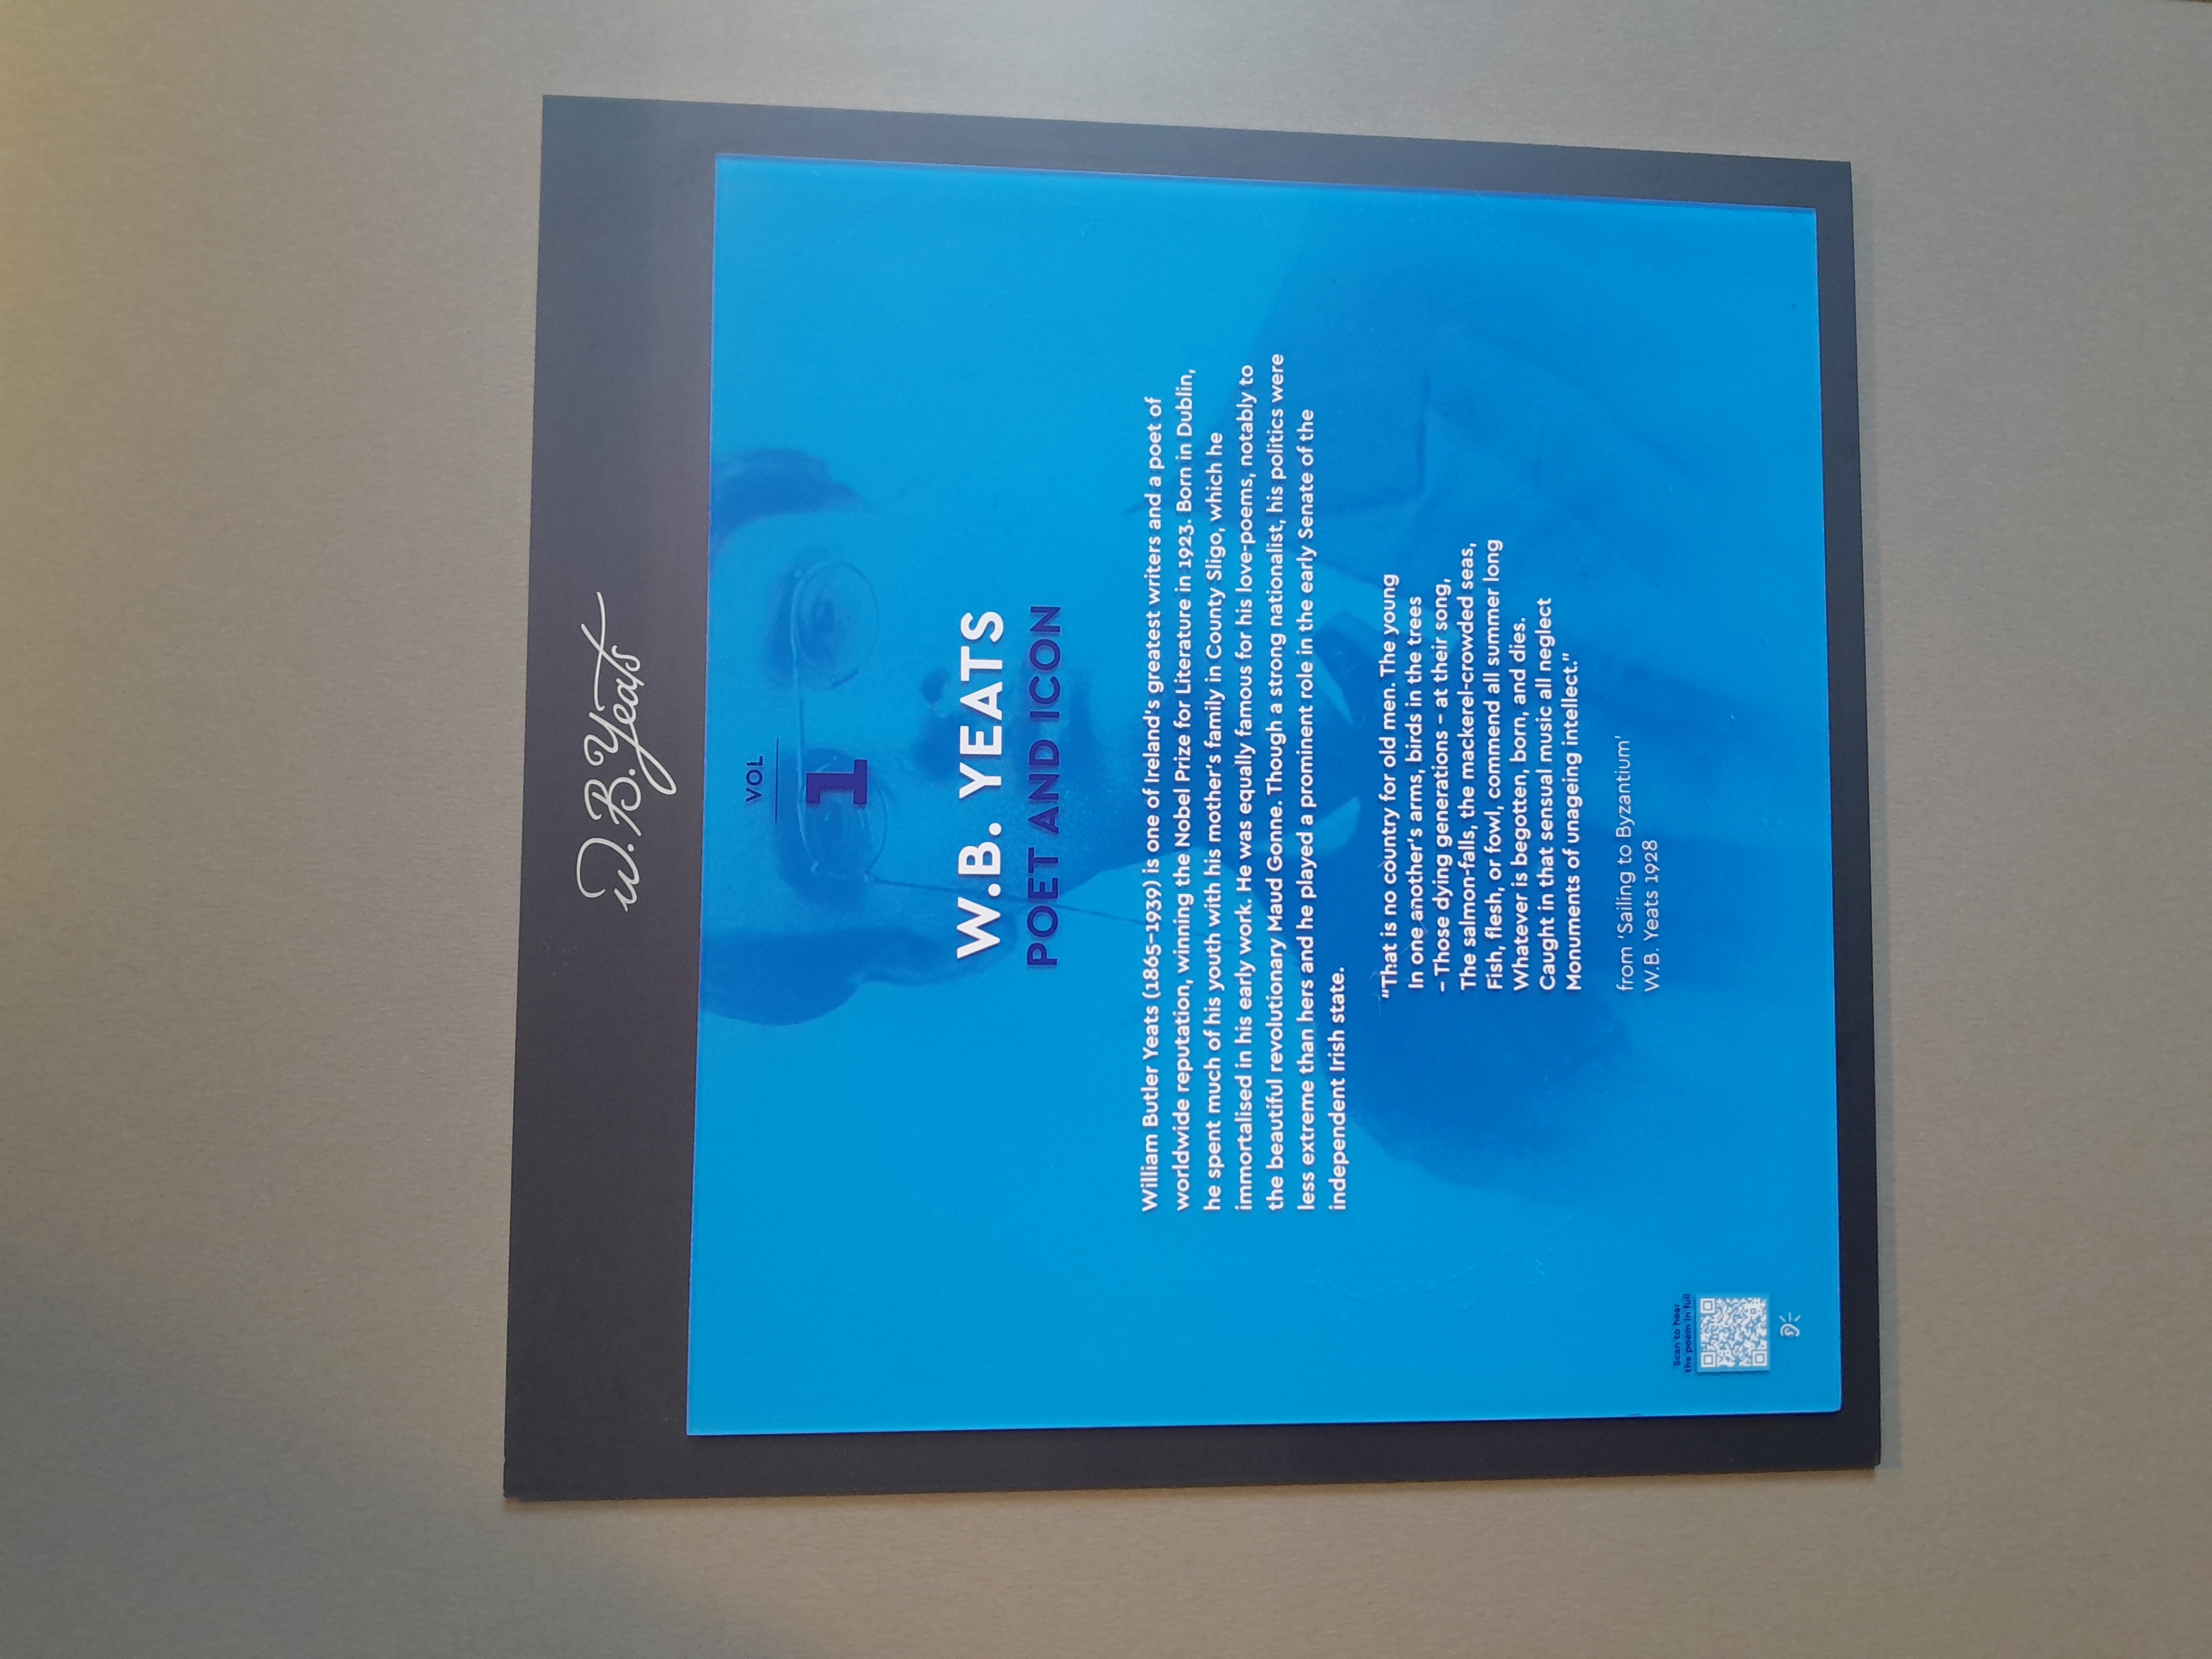 W.B. Yeats
VOL
1
W.B. YEATS
POET AND ICON
William Butler Yeats (1865–1939) is one of Ireland's greatest writers and a poet of
worldwide reputation, winning the Nobel Prize for Literature in 1923. Born in Dublin,
he spent much of his youth with his mother's family in County Sligo, which he
immortalised in his early work. He was equally famous for his love-poems, notably to
the beautiful revolutionary Maud Gonne. Though a strong nationalist, his politics were
less extreme than hers and he played a prominent role in the early Senate of the
independent Irish state.
“That is no country for old men. The young
In one another's arms, birds in the trees
– Those dying generations – at their song,
The salmon-falls, the mackerel-crowded seas,
Fish, flesh, or fowl, commend all summer long
Whatever is begotten, born, and dies.
Caught in that sensual music all neglect
Monuments of unageing intellect.”
from 'Sailing to Byzantium'
W.B. Yeats 1928
Scan to hear
the poem in full